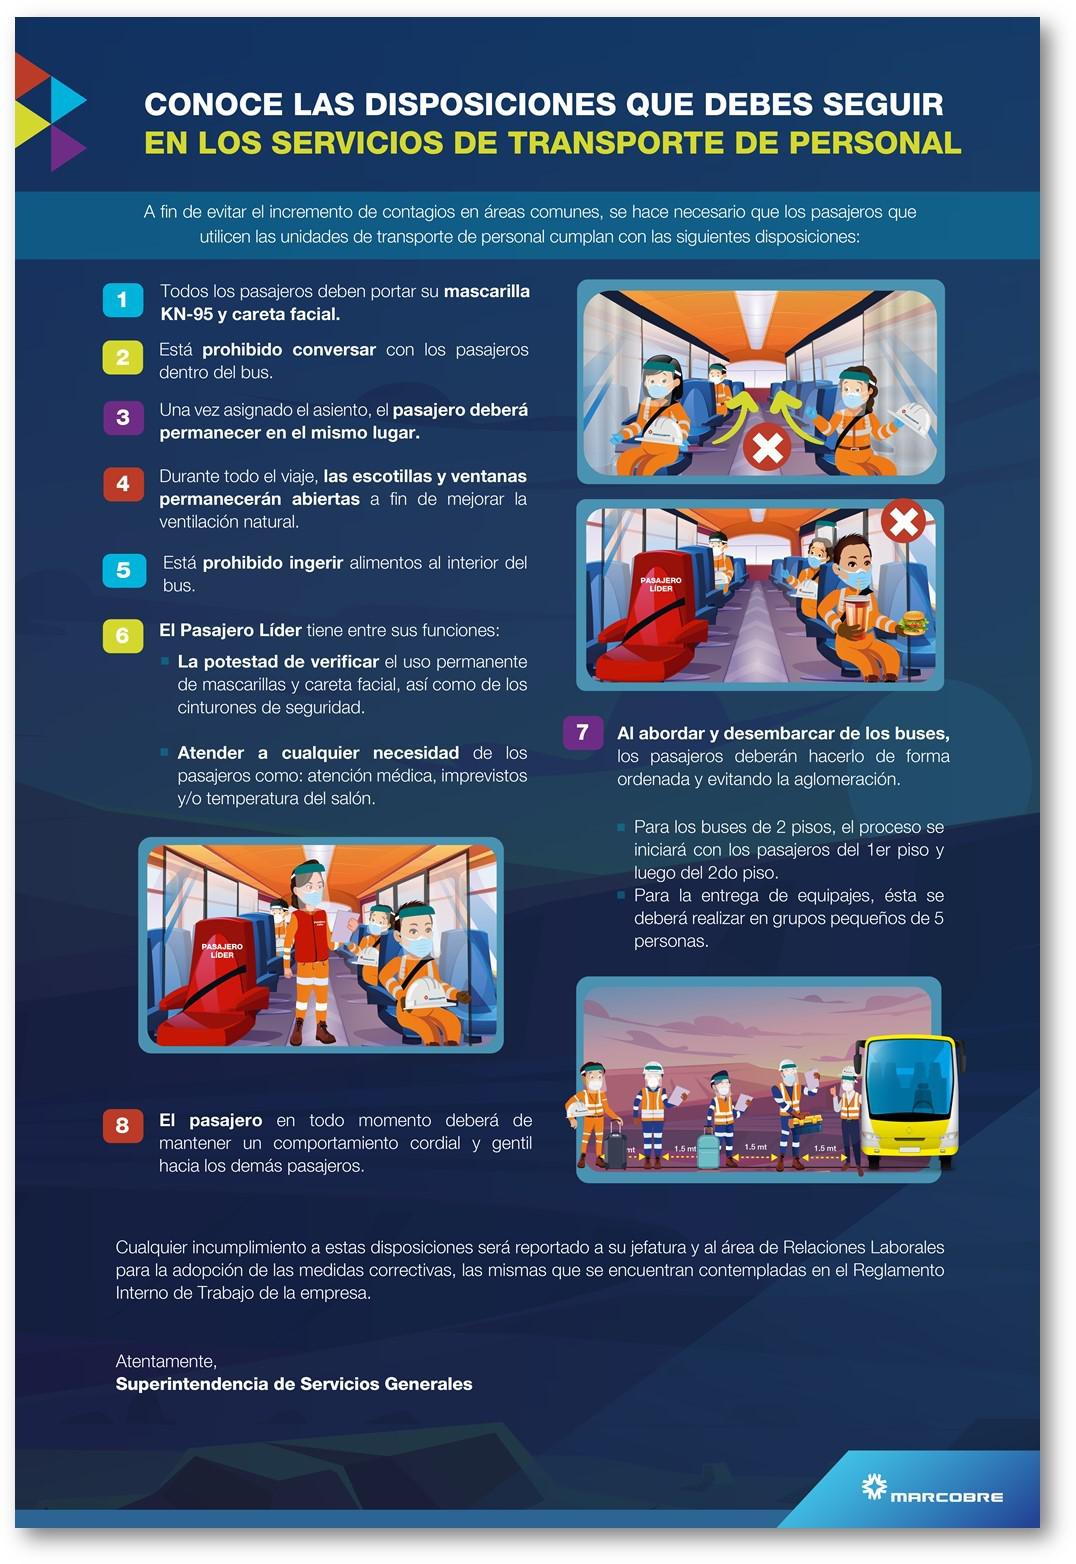 CONOCE LAS DISPOSICIONES QUE DEBES SEGUIR
EN LOS SERVICIOS DE TRANSPORTE DE PERSONAL
A fin de evitar el incremento de contagios en áreas comunes, se hace necesario que los pasajeros que
utilicen las unidades de transporte de personal cumplan con las siguientes disposiciones:
1
Todos los pasajeros deben portar su mascarilla
KN-95 y careta facial.
2
Está prohibido conversar con los pasajeros
dentro del bus.
3
Una vez asignado el asiento, el pasajero deberá
permanecer en el mismo lugar.
4
Durante todo el viaje, las escotillas y ventanas
permanecerán abiertas a fin de mejorar la
ventilación natural.
5
Está prohibido ingerir alimentos al interior del
bus.
6
El Pasajero Líder tiene entre sus funciones:
La potestad de verificar el uso permanente
de mascarillas y careta facial, así como de los
cinturones de seguridad.
Atender a cualquier necesidad de los
pasajeros como: atención médica, imprevistos
y/o temperatura del salón.
PASAJERO
LÍDER
PASAJERO
LÍDER
7
Al abordar y desembarcar de los buses,
los pasajeros deberán hacerlo de forma
ordenada y evitando la aglomeración.
Para los buses de 2 pisos, el proceso se
iniciará con los pasajeros del 1er piso y
luego del 2do piso.
Para la entrega de equipajes, ésta se
deberá realizar en grupos pequeños de 5
personas.
mt
1.5 mt
1.5 mt
1.5 mt
8
El pasajero en todo momento deberá de
mantener un comportamiento cordial y gentil
hacia los demás pasajeros.
Cualquier incumplimiento a estas disposiciones será reportado a su jefatura y al área de Relaciones Laborales
para la adopción de las medidas correctivas, las mismas que se encuentran contempladas en el Reglamento
Interno de Trabajo de la empresa.
Atentamente,
Superintendencia de Servicios Generales
MARCOBRE